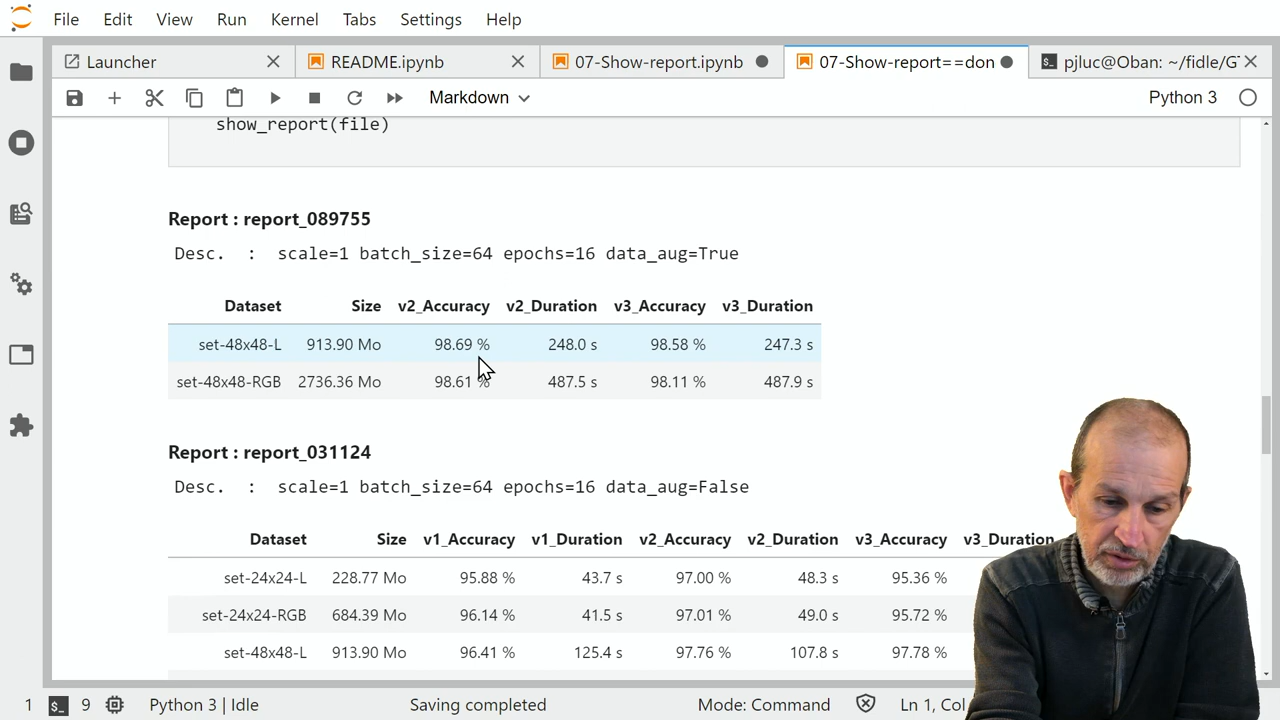 File Edit View Run Kernel Tabs Settings Help
Launcher README.ipynb 07-Show-report.ipynb 07-Show-report==don pjluc@Oban: ~/fidle/
Markdown Python 3
show_report(file)
Report : report_089755
Desc. : scale=1 batch_size=64 epochs=16 data_aug=True
Dataset Size v2_Accuracy v2_Duration v3_Accuracy v3_Duration
set-48x48-L 913.90 Mo 98.69 % 248.0 s 98.58 % 247.3 s
set-48x48-RGB 2736.36 Mo 98.61 % 487.5 s 98.11 % 487.9 s
Report : report_031124
Desc. : scale=1 batch_size=64 epochs=16 data_aug=False
Dataset Size v1_Accuracy v1_Duration v2_Accuracy v2_Duration v3_Accuracy v3_Duration
set-24x24-L 228.77 Mo 95.88 % 43.7 s 97.00 % 48.3 s 95.36 %
set-24x24-RGB 684.39 Mo 96.14 % 41.5 s 97.01 % 49.0 s 95.72 %
set-48x48-L 913.90 Mo 96.41 % 125.4 s 97.76 % 107.8 s 97.78 %
1 $_ 9 Python 3 | Idle Saving completed Mode: Command Ln 1, Col